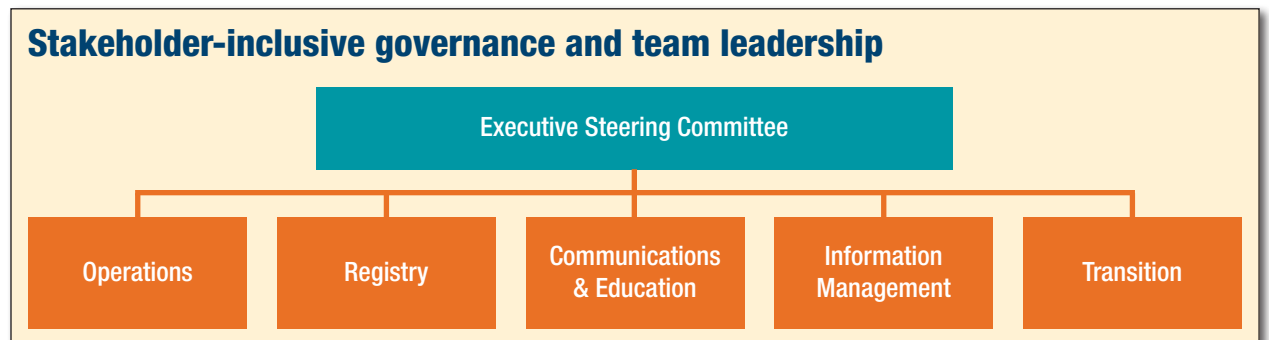 Stakeholder-inclusive governance and team leadership
Executive Steering Committee
Operations
Registry
Communications
& Education
Information
Management
Transition